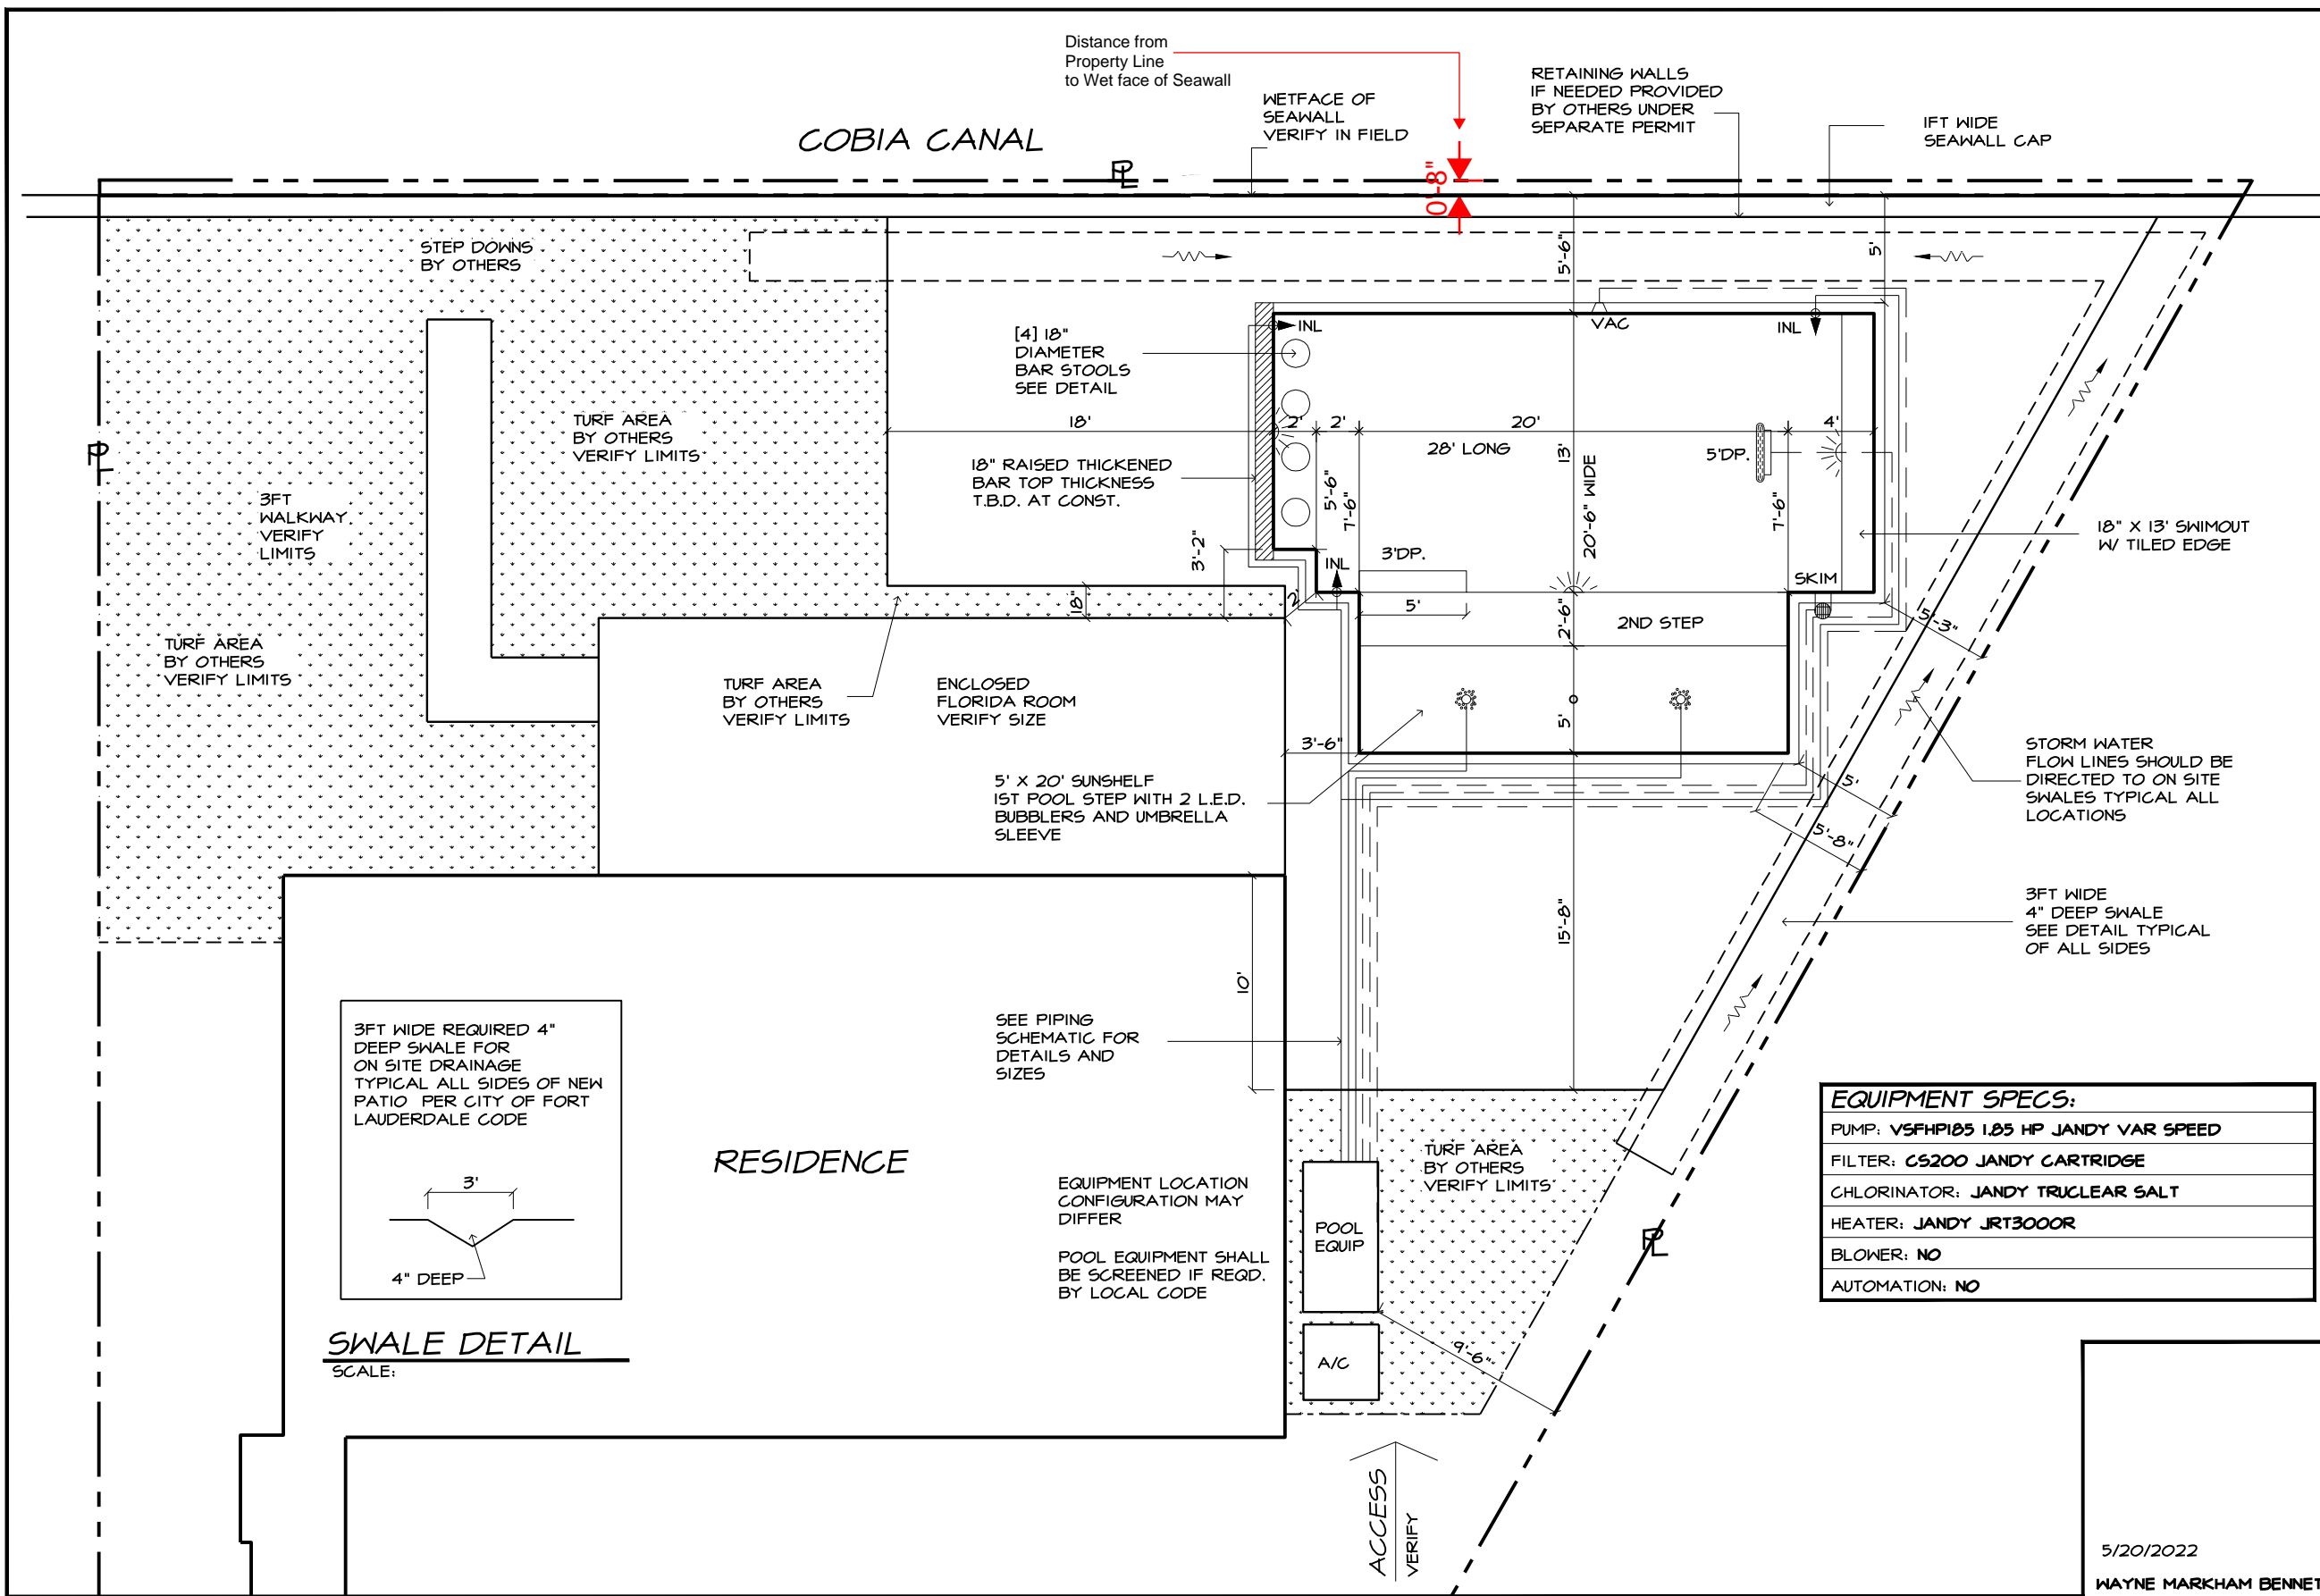 Distance from
Property Line
to Wet face of Seawall
WETFACE OF
SEAWALL
VERIFY IN FIELD
RETAINING WALLS
IF NEEDED PROVIDED
BY OTHERS UNDER
SEPARATE PERMIT
1FT WIDE
SEAWALL CAP
COBIA CANAL
PL
0'-8"
STEP DOWNS
BY OTHERS
5'-6"
5'
[4] 18"
DIAMETER
BAR STOOLS
SEE DETAIL
INL
VAC
INL
TURF AREA
BY OTHERS
VERIFY LIMITS
18'
2'
2'
20'
4'
28' LONG
13'
20'-6" WIDE
5'DP.
PL
18" RAISED THICKENED
BAR TOP THICKNESS
T.B.D. AT CONST.
5'-6"
7'-6"
7'-6"
3FT
WALKWAY
VERIFY
LIMITS
18" X 13' SWIMOUT
W/ TILED EDGE
3'-2"
3'DP.
INL
SKIM
18"
2'
5'
2'-6"
2ND STEP
5'-3"
TURF AREA
BY OTHERS
VERIFY LIMITS
TURF AREA
BY OTHERS
VERIFY LIMITS
ENCLOSED
FLORIDA ROOM
VERIFY SIZE
3'-6"
5'
5' X 20' SUNSHELF
1ST POOL STEP WITH 2 L.E.D.
BUBBLERS AND UMBRELLA
SLEEVE
5'
5'-8"
STORM WATER
FLOW LINES SHOULD BE
DIRECTED TO ON SITE
SWALES TYPICAL ALL
LOCATIONS
3FT WIDE
4" DEEP SWALE
SEE DETAIL TYPICAL
OF ALL SIDES
15'-8"
10'
SEE PIPING
SCHEMATIC FOR
DETAILS AND
SIZES
3FT WIDE REQUIRED 4"
DEEP SWALE FOR
ON SITE DRAINAGE
TYPICAL ALL SIDES OF NEW
PATIO PER CITY OF FORT
LAUDERDALE CODE
3'
4" DEEP
SWALE DETAIL
SCALE:
RESIDENCE
EQUIPMENT LOCATION
CONFIGURATION MAY
DIFFER
POOL EQUIPMENT SHALL
BE SCREENED IF REQD.
BY LOCAL CODE
TURF AREA
BY OTHERS
VERIFY LIMITS
POOL
EQUIP
A/C
9'-6"
PL
ACCESS
VERIFY
EQUIPMENT SPECS:
PUMP: VSFHP185 1.85 HP JANDY VAR SPEED
FILTER: CS200 JANDY CARTRIDGE
CHLORINATOR: JANDY TRUCLEAR SALT
HEATER: JANDY JRT3000R
BLOWER: NO
AUTOMATION: NO
5/20/2022
WAYNE MARKHAM BENNET